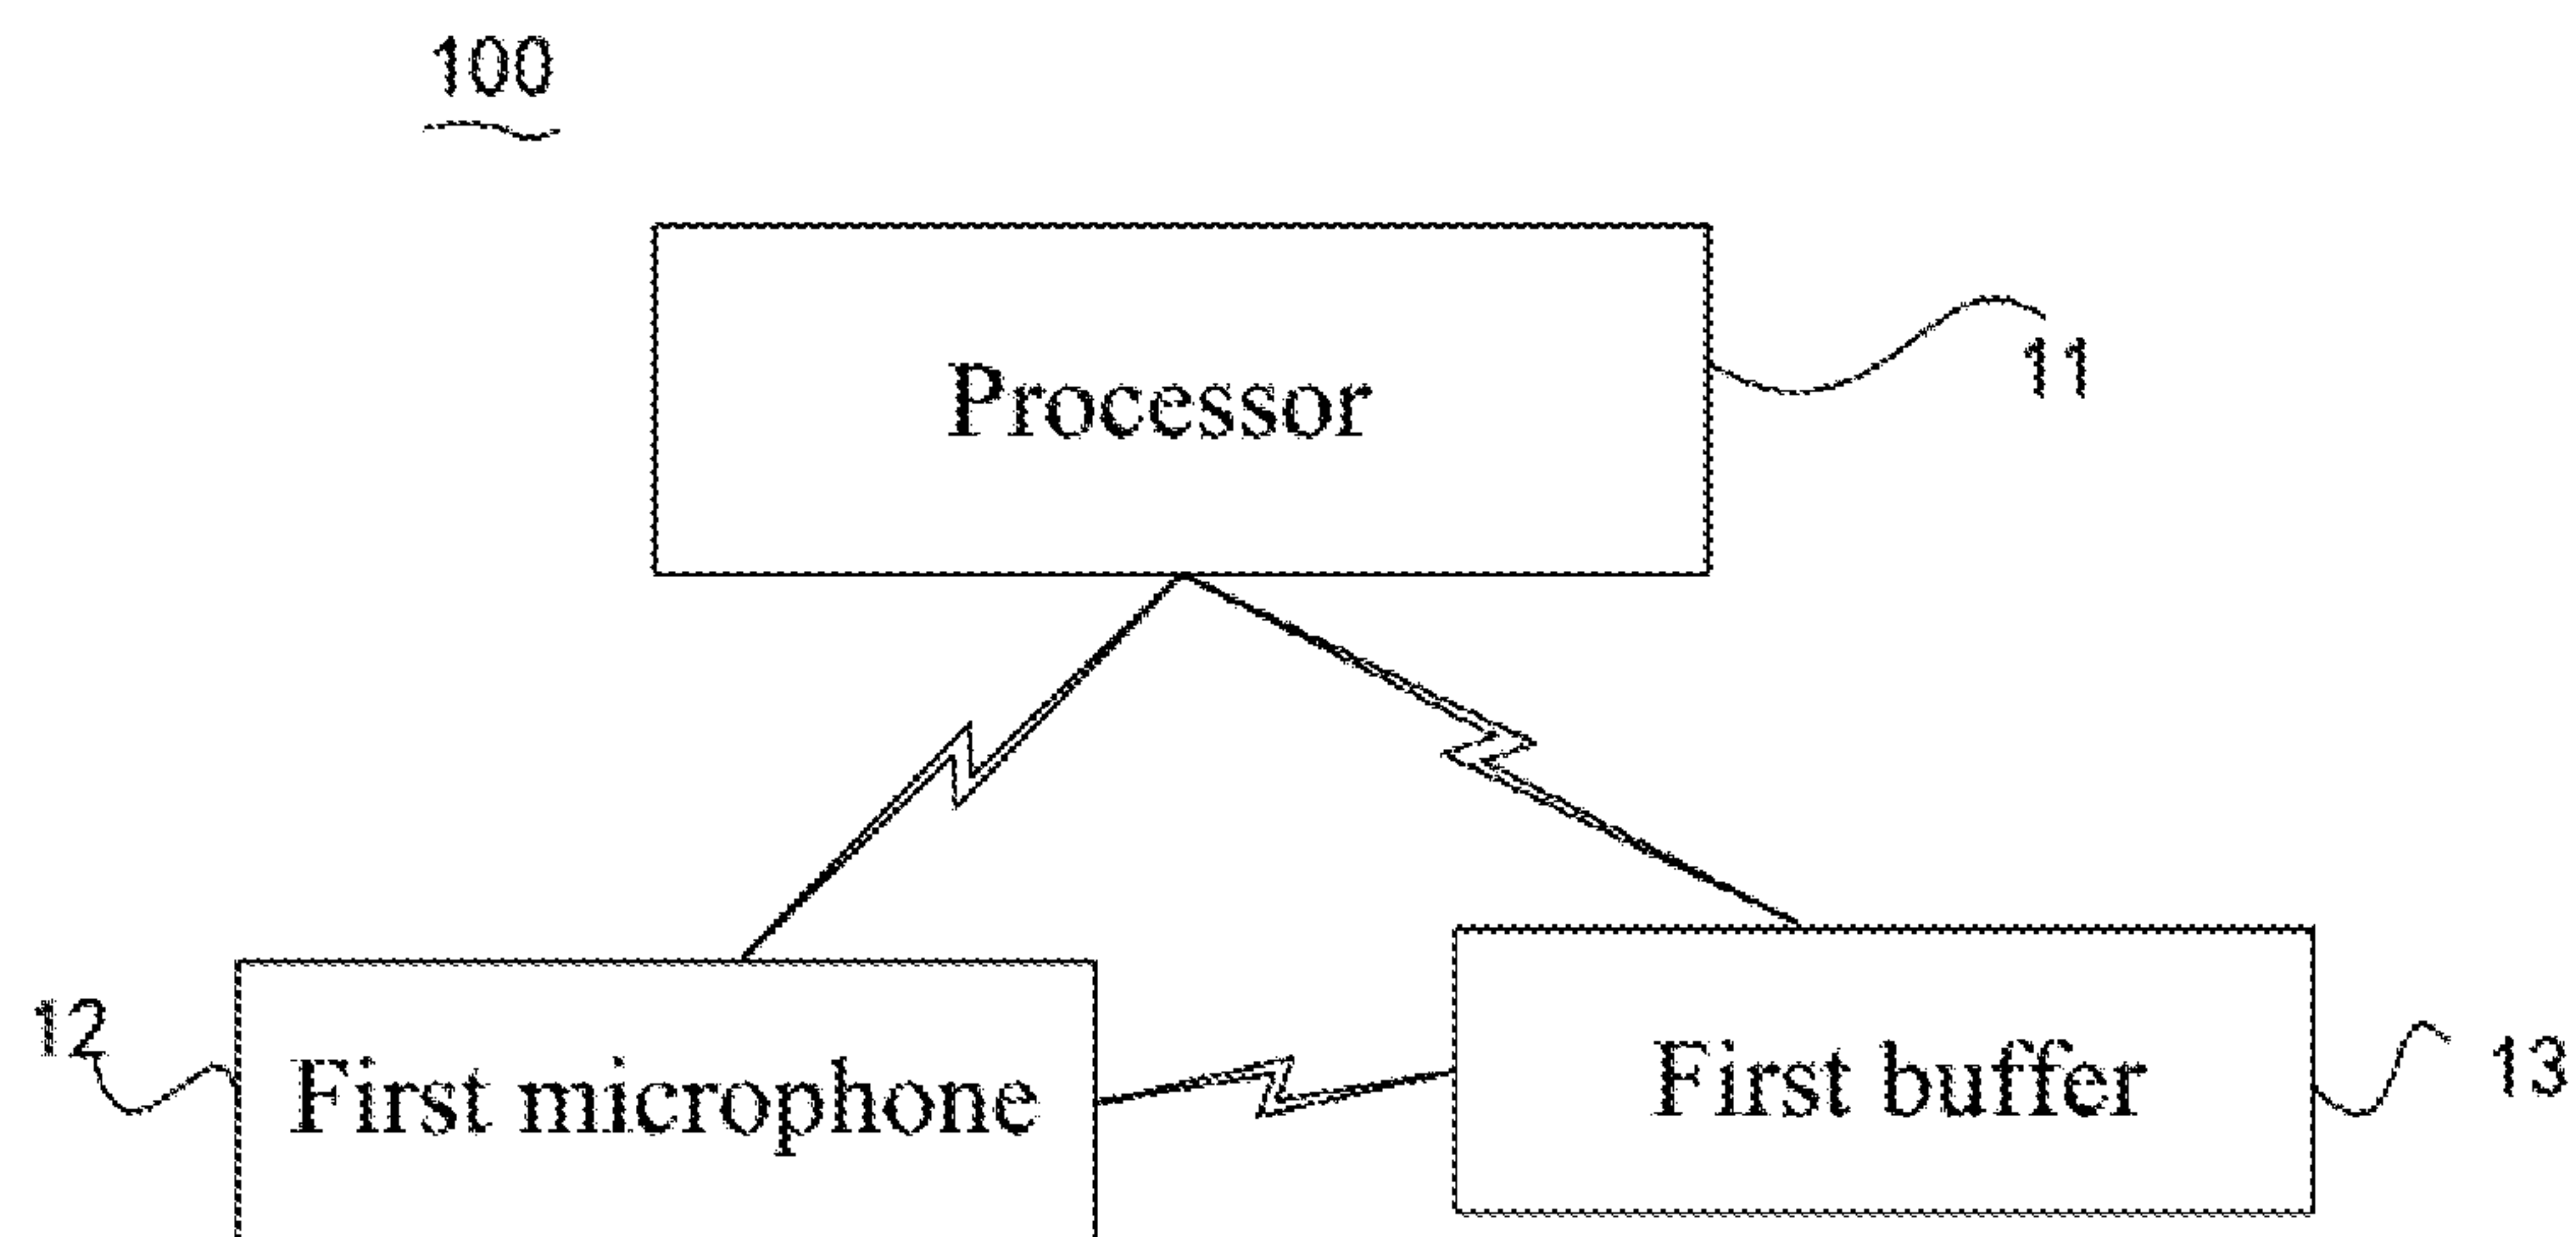 100
Processor
11
12
First microphone
First buffer
13